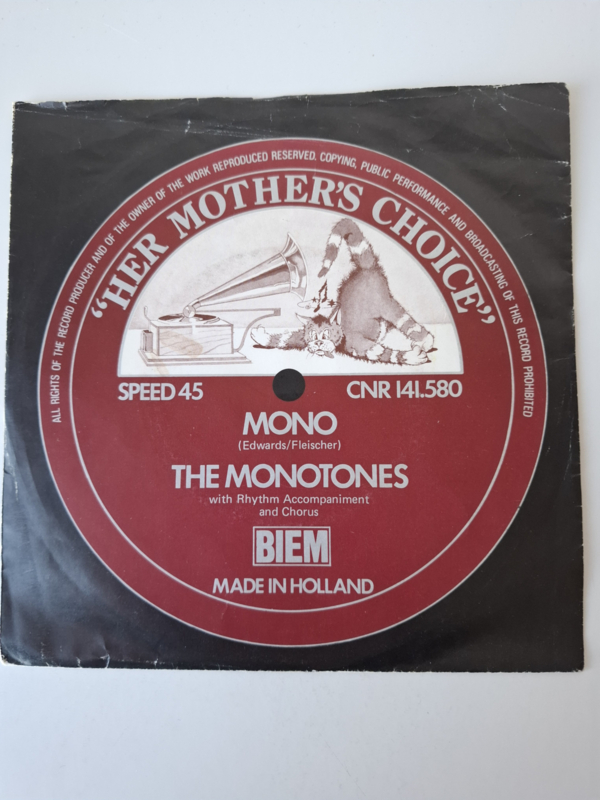 ALL RIGHTS OF THE RECORD PRODUCER AND OF THE OWNER OF THE WORK REPRODUCED RESERVED. COPYING, PUBLIC PERFORMANCE AND BROADCASTING OF THIS RECORD PROHIBITED
“HER MOTHER'S CHOICE”
SPEED 45 CNR 141.580
MONO
(Edwards/Fleischer)
THE MONOTONES
with Rhythm Accompaniment
and Chorus
BIEM
MADE IN HOLLAND